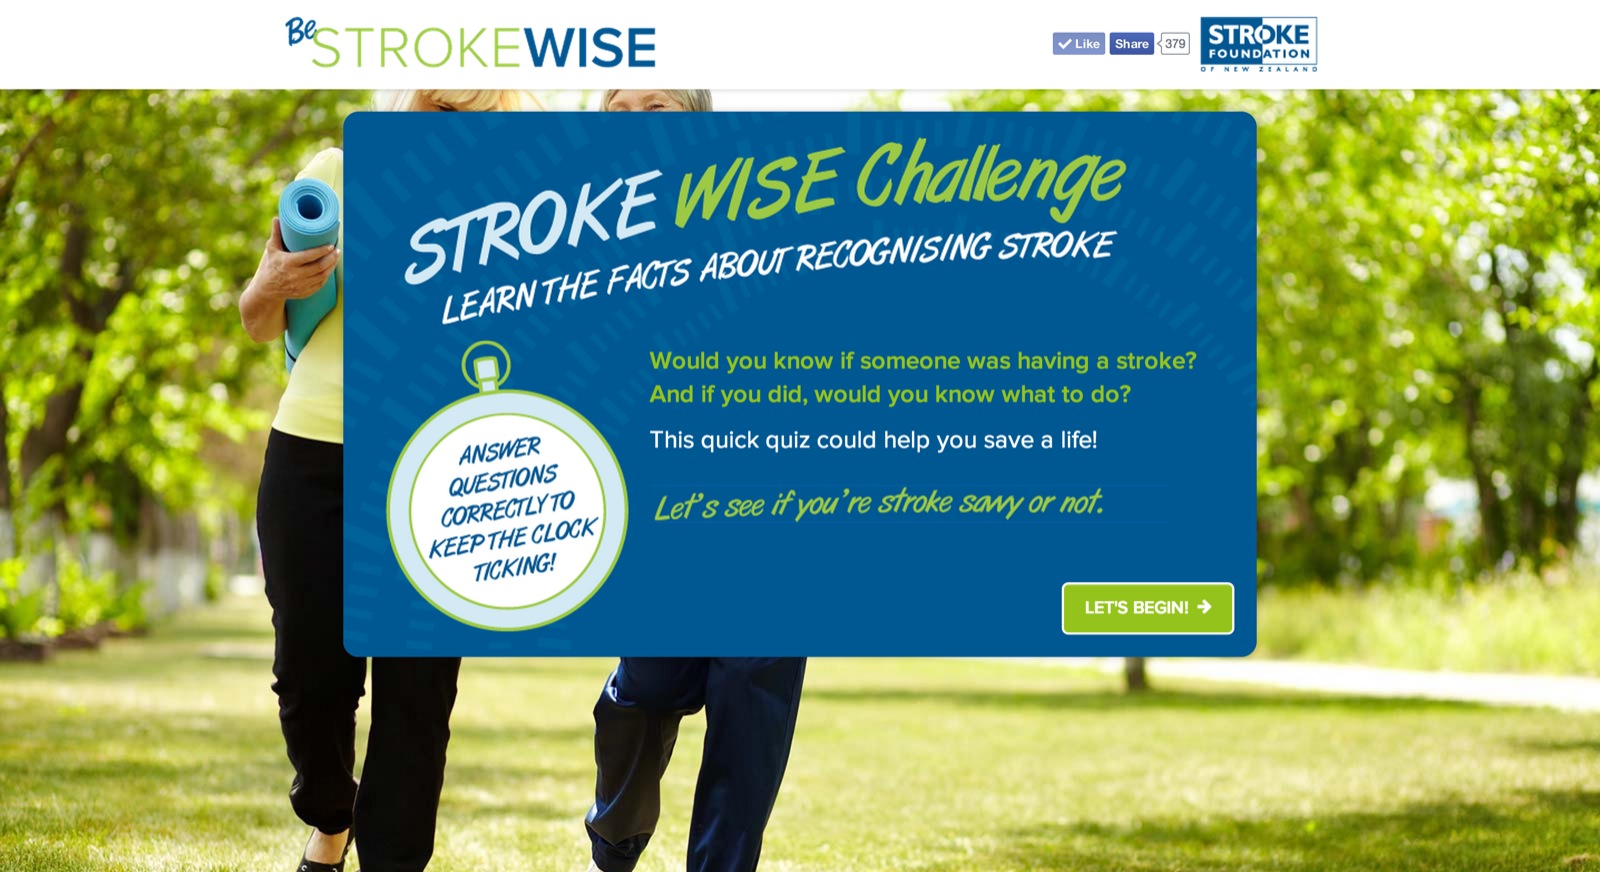 Be STROKEWISE
Like Share 379
STROKE
FOUNDATION
OF NEW ZEALAND
STROKE WISE Challenge
LEARN THE FACTS ABOUT RECOGNISING STROKE
Would you know if someone was having a stroke?
And if you did, would you know what to do?
This quick quiz could help you save a life!
Let's see if you're stroke savvy or not.
ANSWER
QUESTIONS
CORRECTLY TO
KEEP THE CLOCK
TICKING!
LET'S BEGIN!